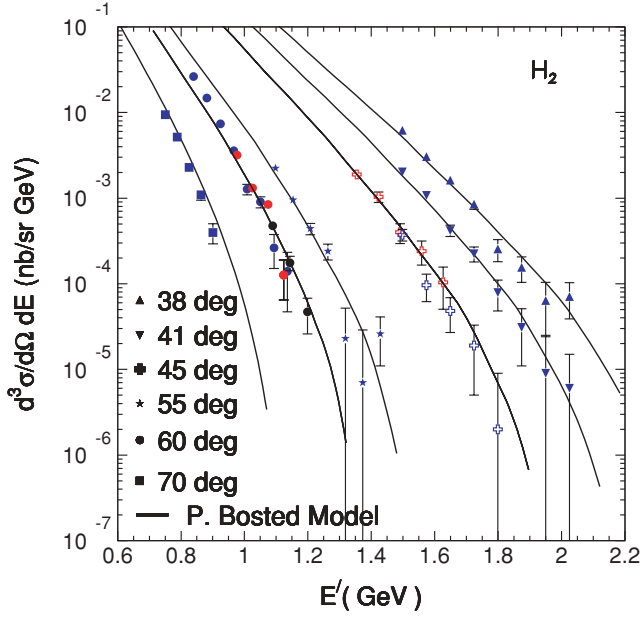 H₂
d³σ/dΩ dE (nb/sr GeV)
10⁻¹
10⁻²
10⁻³
10⁻⁴
10⁻⁵
10⁻⁶
10⁻⁷
38 deg
41 deg
45 deg
55 deg
60 deg
70 deg
P. Bosted Model
0.6 0.8 1 1.2 1.4 1.6 1.8 2 2.2
E′( GeV )